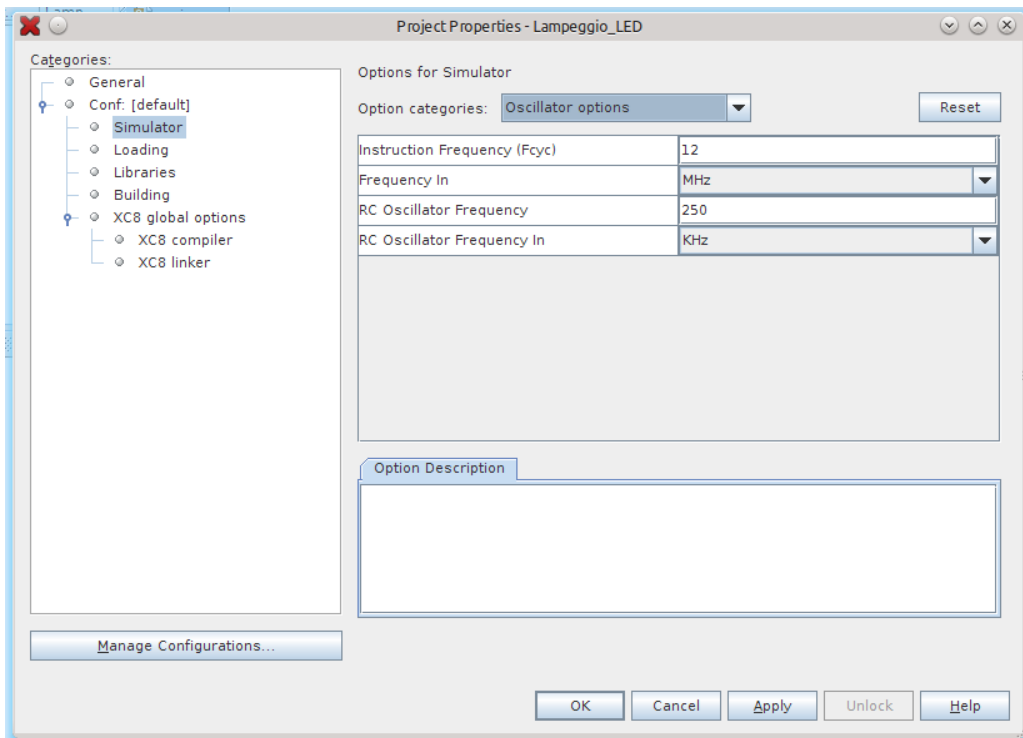 Project Properties - Lampeggio_LED
Categories:
General
Conf: [default]
Simulator
Loading
Libraries
Building
XC8 global options
XC8 compiler
XC8 linker
Manage Configurations...
Options for Simulator
Option categories: Oscillator options Reset
Instruction Frequency (Fcyc) 12
Frequency In MHz
RC Oscillator Frequency 250
RC Oscillator Frequency In KHz
Option Description
OK Cancel Apply Unlock Help